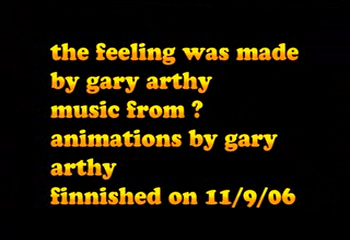 the feeling was made
by gary arthy
music from ?
animations by gary
arthy
finnished on 11/9/06